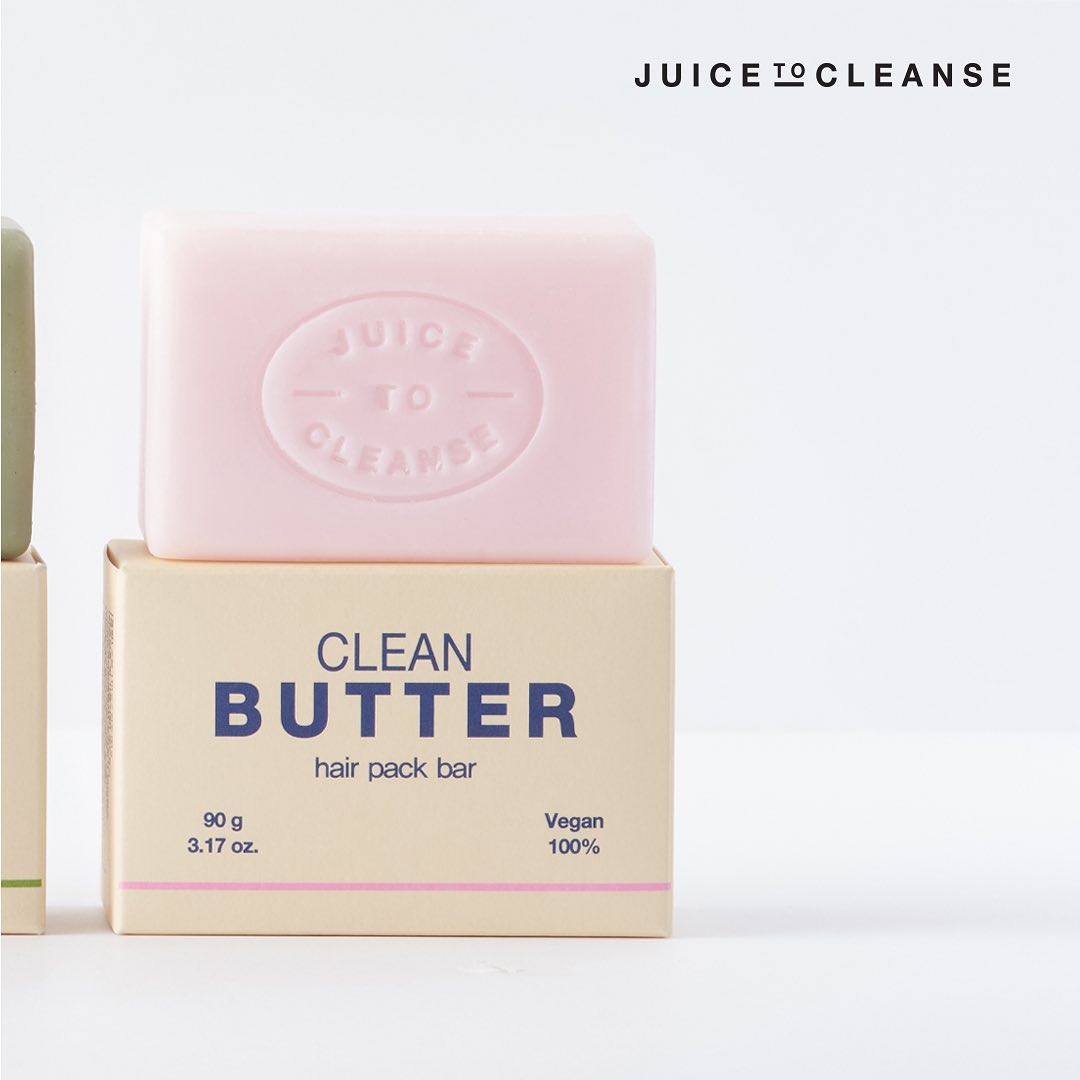 JUICE TO CLEANSE
JUICE
TO
CLEANSE
CLEAN
BUTTER
hair pack bar
90 g
3.17 oz.
Vegan
100%